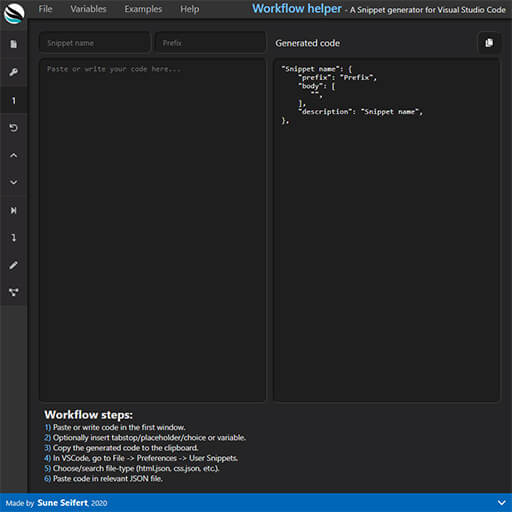 File Variables Examples Help Workflow helper - A Snippet generator for Visual Studio Code
Snippet name Prefix Generated code
Paste or write your code here...
"Snippet name": {
"prefix": "Prefix",
"body": [
"",
],
"description": "Snippet name",
},
1
Workflow steps:
1) Paste or write code in the first window.
2) Optionally insert tabstop/placeholder/choice or variable.
3) Copy the generated code to the clipboard.
4) In VSCode, go to File -> Preferences -> User Snippets.
5) Choose/search file-type (html.json, css.json, etc.).
6) Paste code in relevant JSON file.
Made by Sune Seifert, 2020